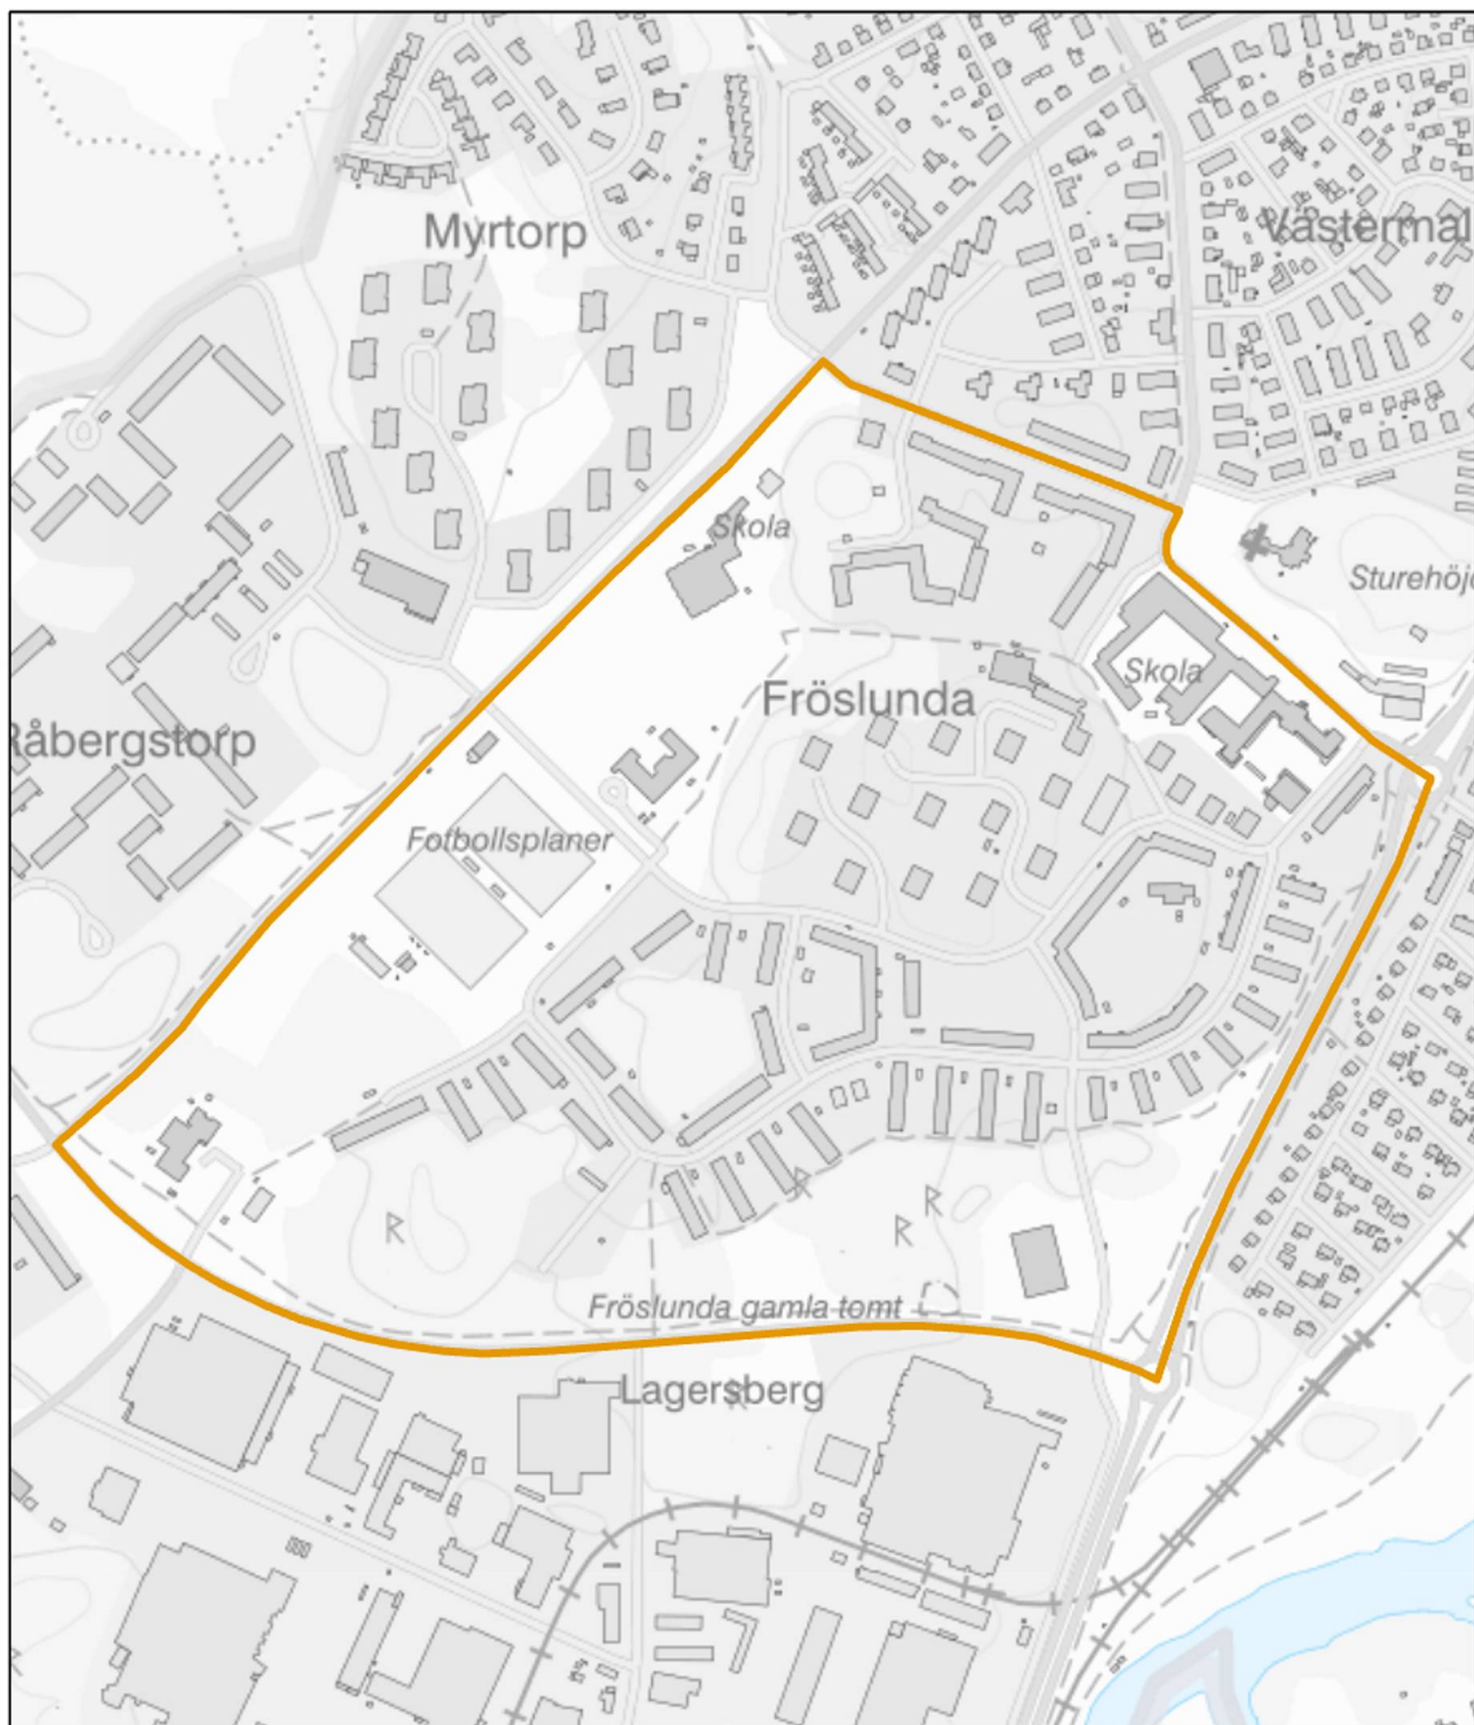 Myrtorp
Västermal
Skola
Sturehöj
Skola
Fröslunda
Råbergstorp
Fotbollsplaner
R
R
R
R
Fröslunda gamla tomt
Lagersberg
R